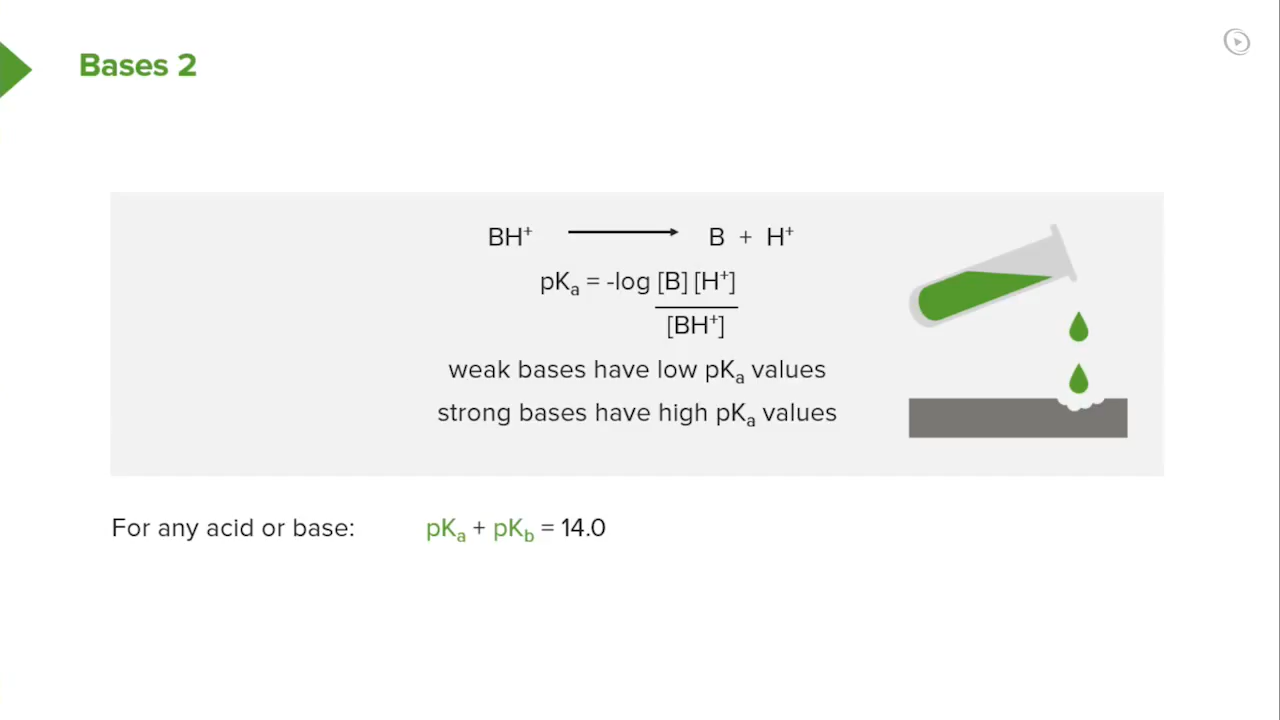 Bases 2
BH⁺ ⟶ B + H⁺
pKₐ = -log [B] [H⁺]
[BH⁺]
weak bases have low pKₐ values
strong bases have high pKₐ values
For any acid or base: pKₐ + pK_b = 14.0